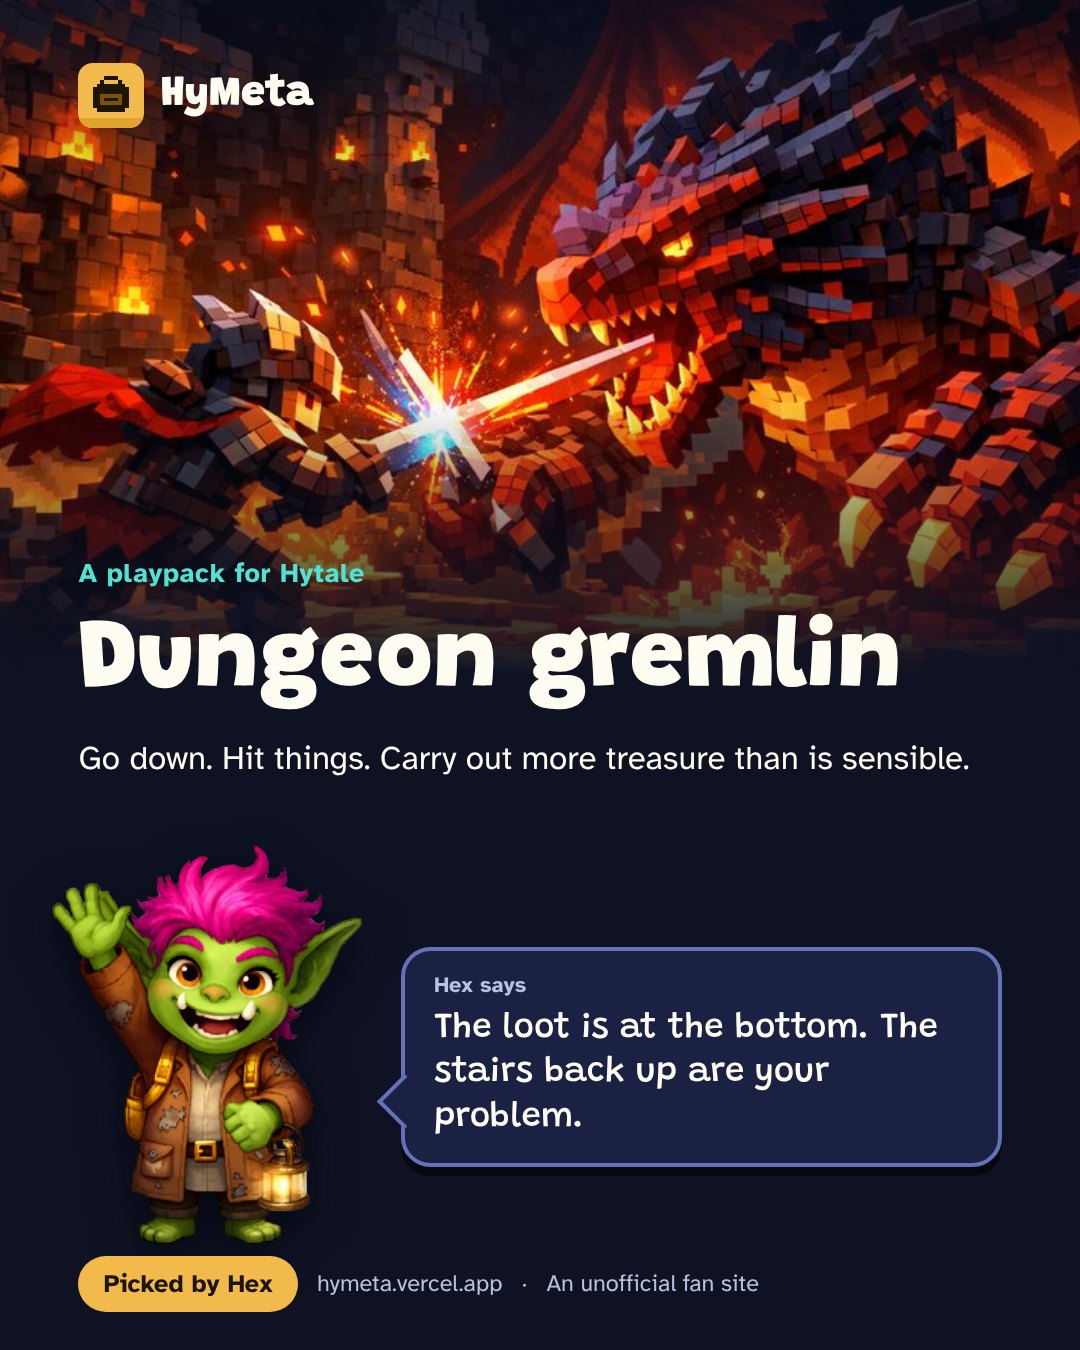 HyMeta
A playpack for Hytale
Dungeon gremlin
Go down. Hit things. Carry out more treasure than is sensible.
Hex says
The loot is at the bottom. The
stairs back up are your
problem.
Picked by Hex
hymeta.vercel.app · An unofficial fan site